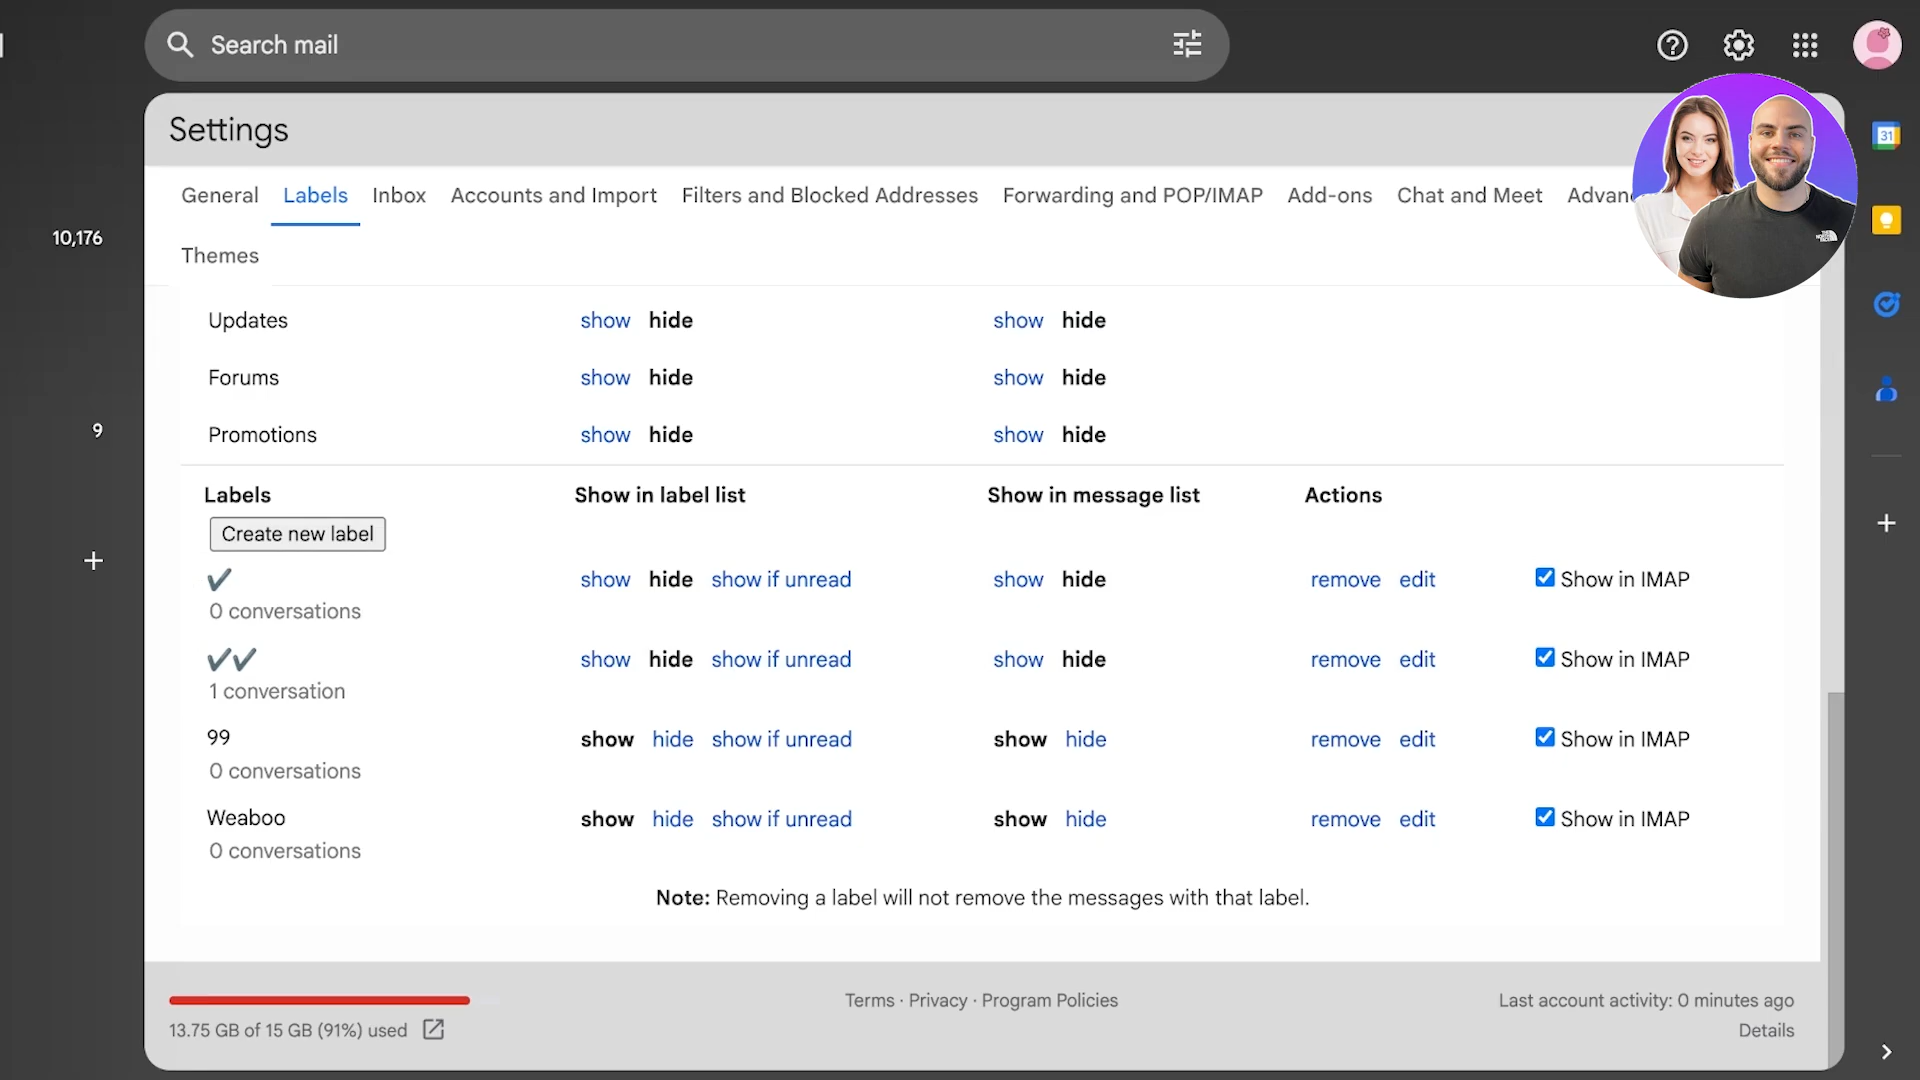 Search mail
Settings
General Labels Inbox Accounts and Import Filters and Blocked Addresses Forwarding and POP/IMAP Add-ons Chat and Meet
Themes
10,176
9
31
Updates show hide show hide
Forums show hide show hide
Promotions show hide show hide
Labels Show in label list Show in message list Actions
Create new label
✔ show hide show if unread show hide remove edit Show in IMAP
0 conversations
✔✔ show hide show if unread show hide remove edit Show in IMAP
1 conversation
99 show hide show if unread show hide remove edit Show in IMAP
0 conversations
Weaboo show hide show if unread show hide remove edit Show in IMAP
0 conversations
Note: Removing a label will not remove the messages with that label.
13.75 GB of 15 GB (91%) used
Terms · Privacy · Program Policies
Last account activity: 0 minutes ago
Details